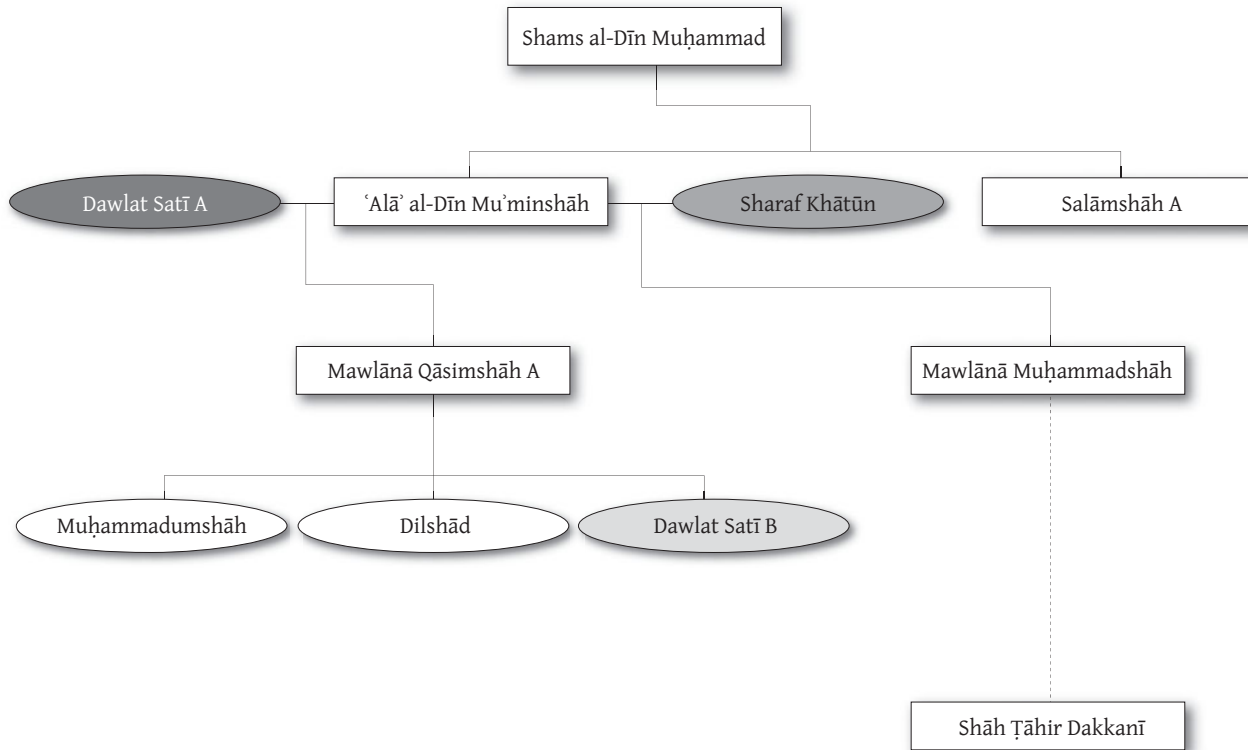 Shams al-Dīn Muḥammad
Dawlat Satī A
ʿAlāʾ al-Dīn Muʾminshāh
Sharaf Khātūn
Salāmshāh A
Mawlānā Qāsimshāh A
Mawlānā Muḥammadshāh
Muḥammadumshāh
Dilshād
Dawlat Satī B
Shāh Ṭāhir Dakkanī